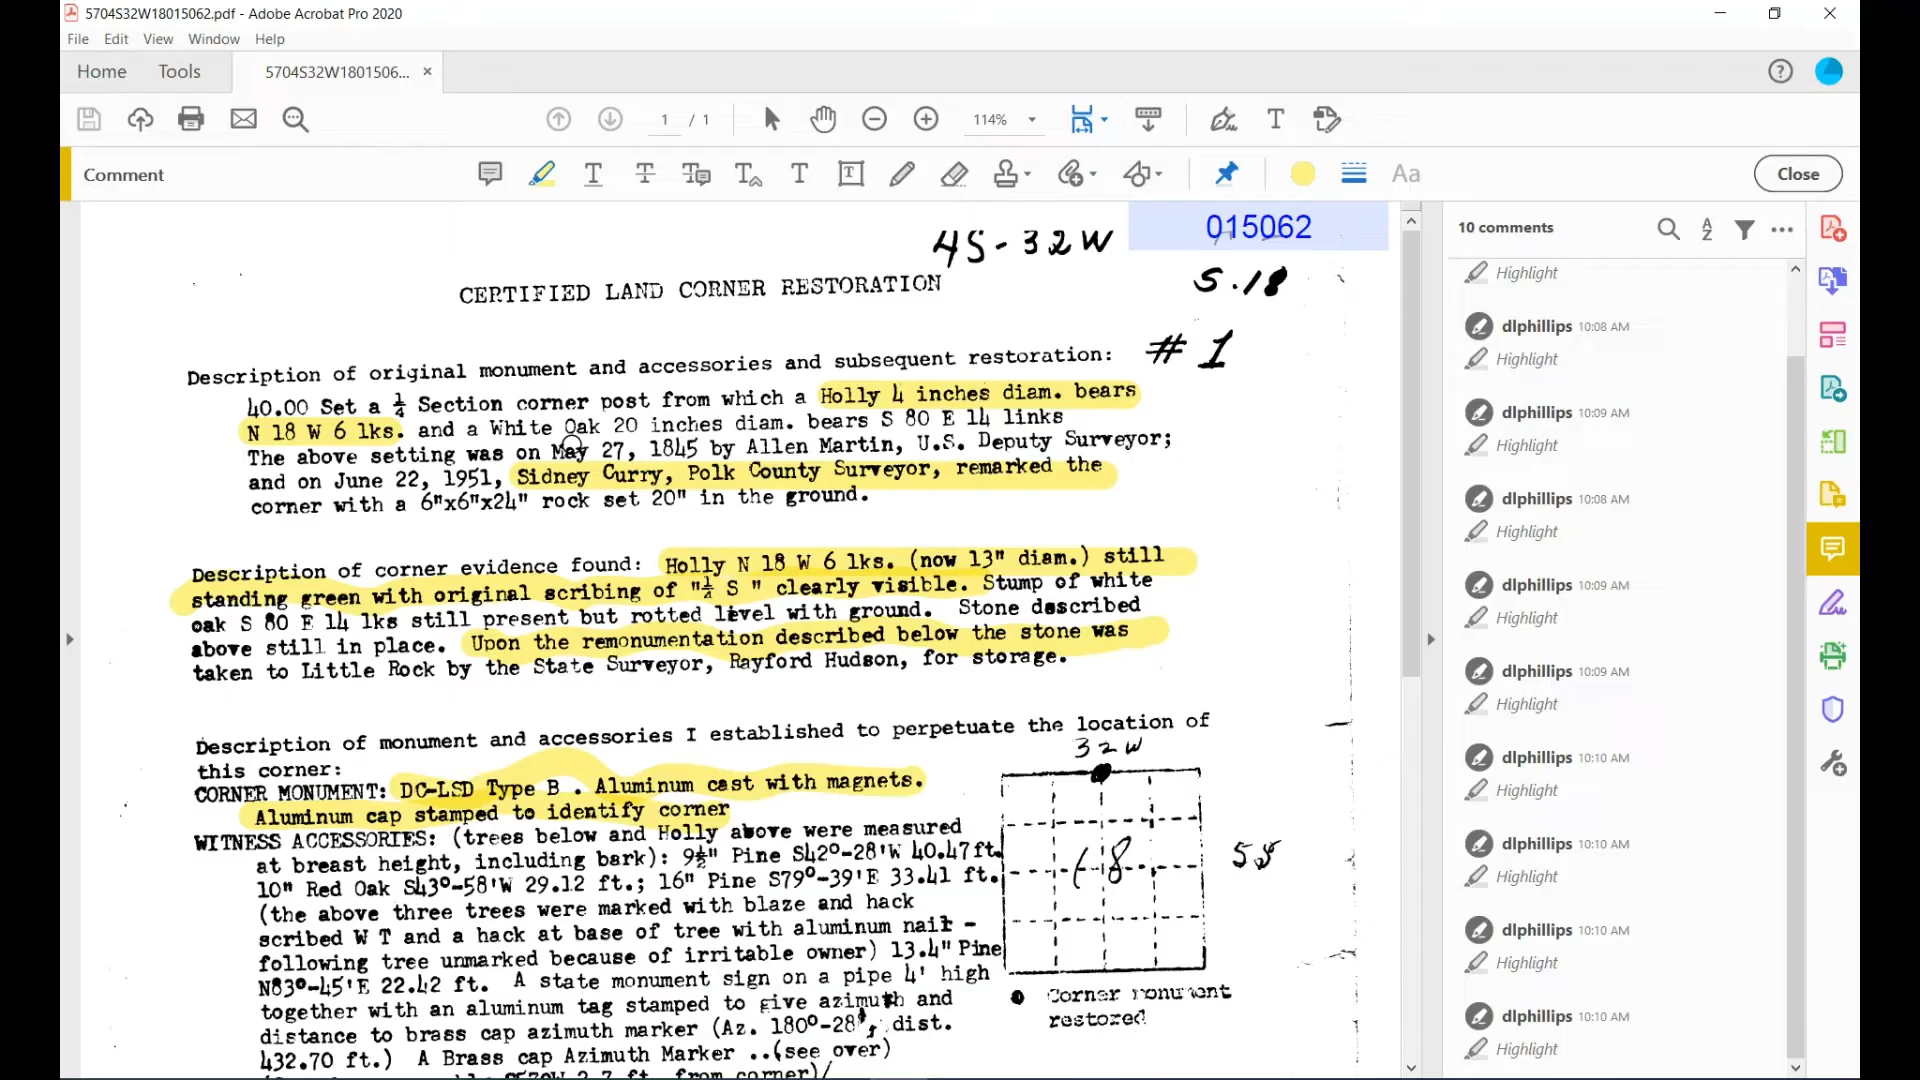 5704S32W18015062.pdf - Adobe Acrobat Pro 2020
File Edit View Window Help
Home Tools 5704S32W1801506... ×
1 / 1 114%
Comment
Close
015062
4S-32W
S.18
CERTIFIED LAND CORNER RESTORATION
#1
Description of original monument and accessories and subsequent restoration:
40.00 Set a ¼ Section corner post from which a Holly 4 inches diam. bears
N 18 W 6 lks. and a White Oak 20 inches diam. bears S 80 E 14 links
The above setting was on May 27, 1845 by Allen Martin, U.S. Deputy Surveyor;
and on June 22, 1951, Sidney Curry, Polk County Surveyor, remarked the
corner with a 6"x6"x24" rock set 20" in the ground.
Description of corner evidence found: Holly N 18 W 6 lks. (now 13" diam.) still
standing green with original scribing of "¼ S " clearly visible. Stump of white
oak S 80 E 14 lks still present but rotted level with ground. Stone described
above still in place. Upon the remonumentation described below the stone was
taken to Little Rock by the State Surveyor, Rayford Hudson, for storage.
Description of monument and accessories I established to perpetuate the location of
this corner:
CORNER MONUMENT: DC-LSD Type B . Aluminum cast with magnets.
Aluminum cap stamped to identify corner
WITNESS ACCESSORIES: (trees below and Holly above were measured
at breast height, including bark): 9½" Pine S42º-28'W 40.47ft.
10" Red Oak S43º-58'W 29.12 ft.; 16" Pine S79º-39'E 33.41 ft.
(the above three trees were marked with blaze and hack
scribed W T and a hack at base of tree with aluminum nail -
following tree unmarked because of irritable owner) 13.4" Pine
N83º-45'E 22.42 ft. A state monument sign on a pipe 4' high
together with an aluminum tag stamped to give azimuth and
distance to brass cap azimuth marker (Az. 180º-28', dist.
432.70 ft.) A Brass cap Azimuth Marker ..(see over)
32W
18
Corner monument
restored
10 comments
Highlight
dlphillips 10:08 AM
Highlight
dlphillips 10:09 AM
Highlight
dlphillips 10:08 AM
Highlight
dlphillips 10:09 AM
Highlight
dlphillips 10:09 AM
Highlight
dlphillips 10:10 AM
Highlight
dlphillips 10:10 AM
Highlight
dlphillips 10:10 AM
Highlight
dlphillips 10:10 AM
Highlight